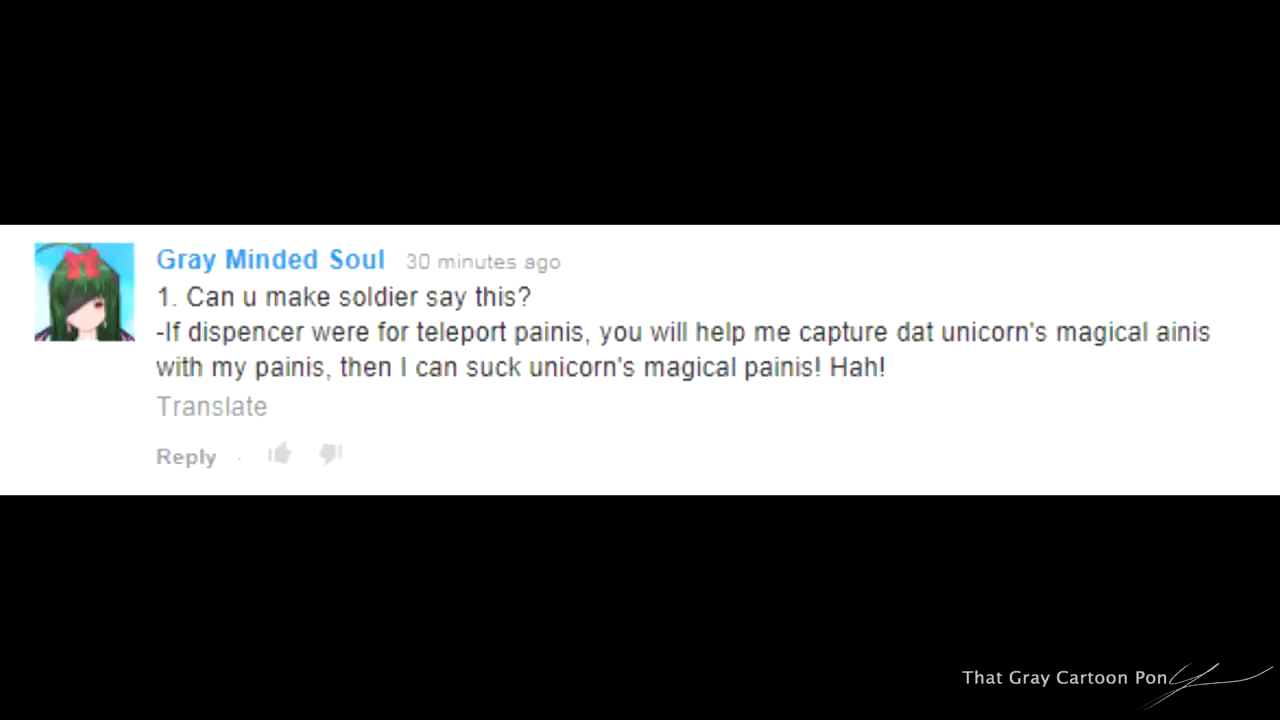 Gray Minded Soul 30 minutes ago
1. Can u make soldier say this?
-If dispencer were for teleport painis, you will help me capture dat unicorn's magical ainis
with my painis, then I can suck unicorn's magical painis! Hah!
Translate
Reply ·
That Gray Cartoon Pony